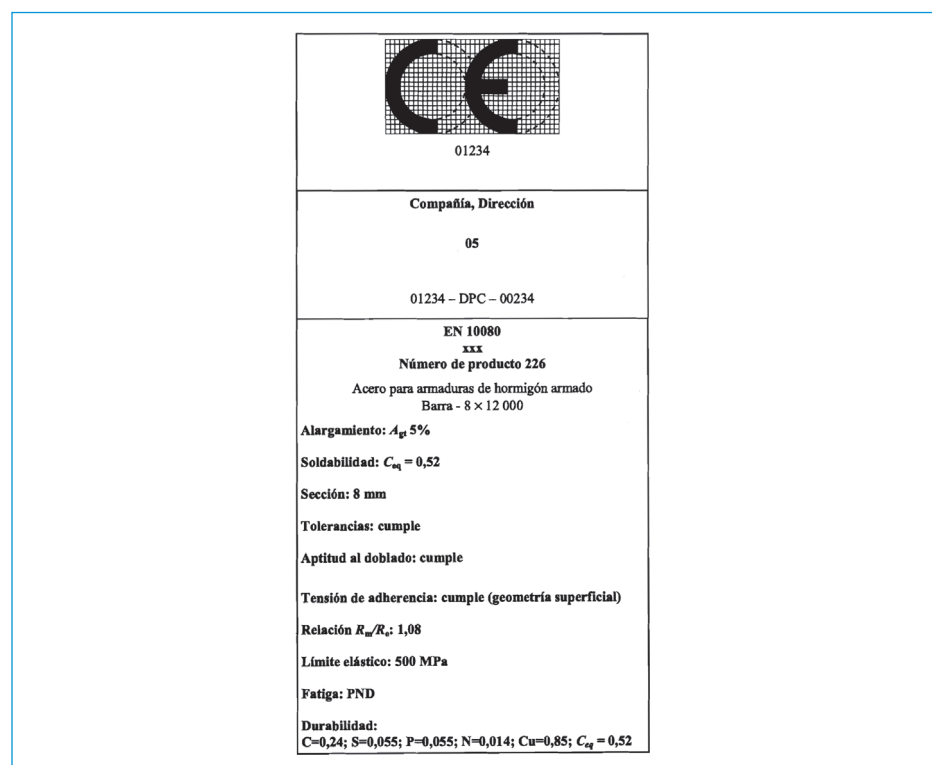 CE
01234
Compañía, Dirección
05
01234 – DPC – 00234
EN 10080
xxx
Número de producto 226
Acero para armaduras de hormigón armado
Barra - 8 × 12 000
Alargamiento: Agt 5%
Soldabilidad: Ceq = 0,52
Sección: 8 mm
Tolerancias: cumple
Aptitud al doblado: cumple
Tensión de adherencia: cumple (geometría superficial)
Relación Rm/Re: 1,08
Límite elástico: 500 MPa
Fatiga: PND
Durabilidad:
C=0,24; S=0,055; P=0,055; N=0,014; Cu=0,85; Ceq = 0,52